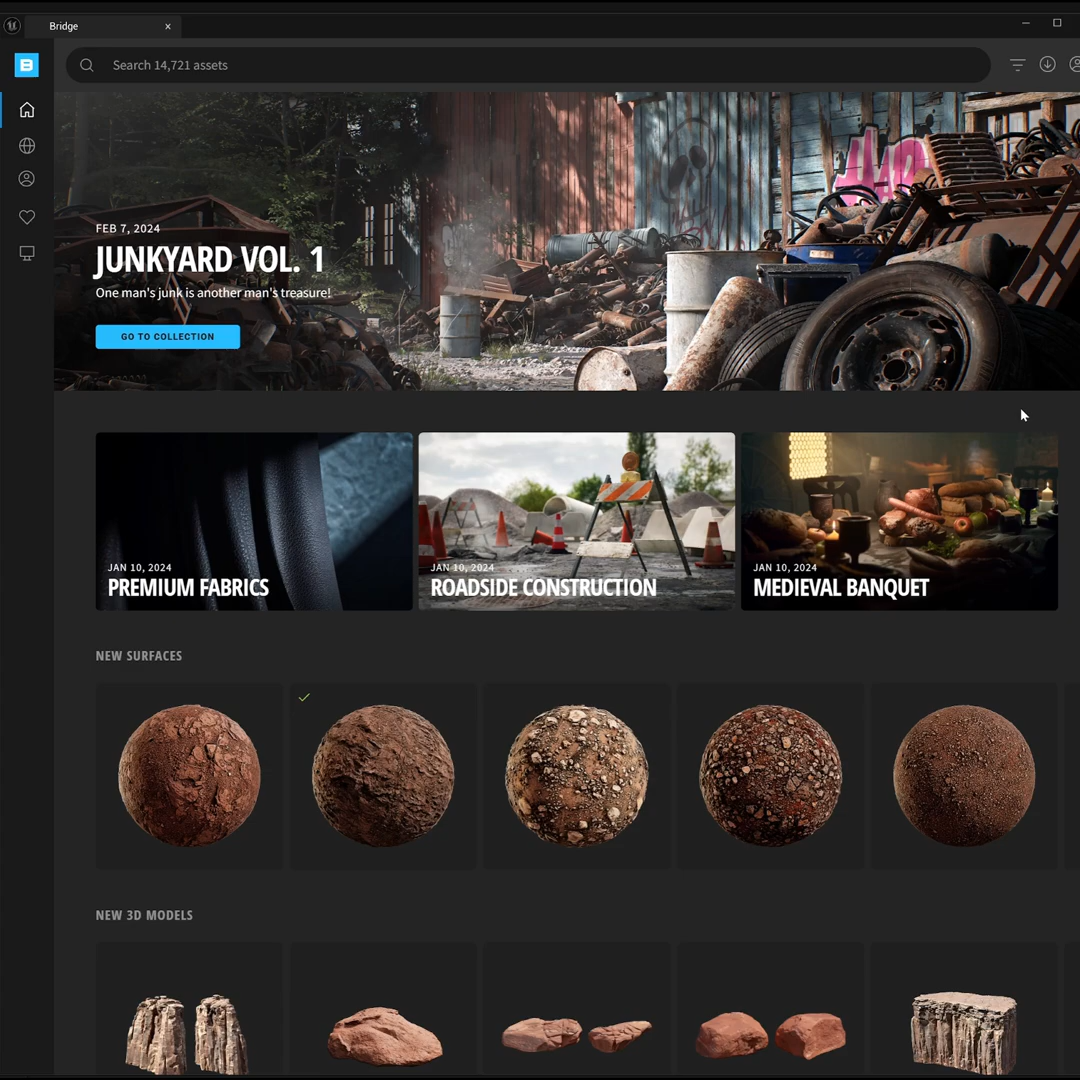 Bridge
Search 14,721 assets
FEB 7, 2024
JUNKYARD VOL. 1
One man's junk is another man's treasure!
GO TO COLLECTION
JAN 10, 2024
PREMIUM FABRICS
JAN 10, 2024
ROADSIDE CONSTRUCTION
JAN 10, 2024
MEDIEVAL BANQUET
NEW SURFACES
NEW 3D MODELS